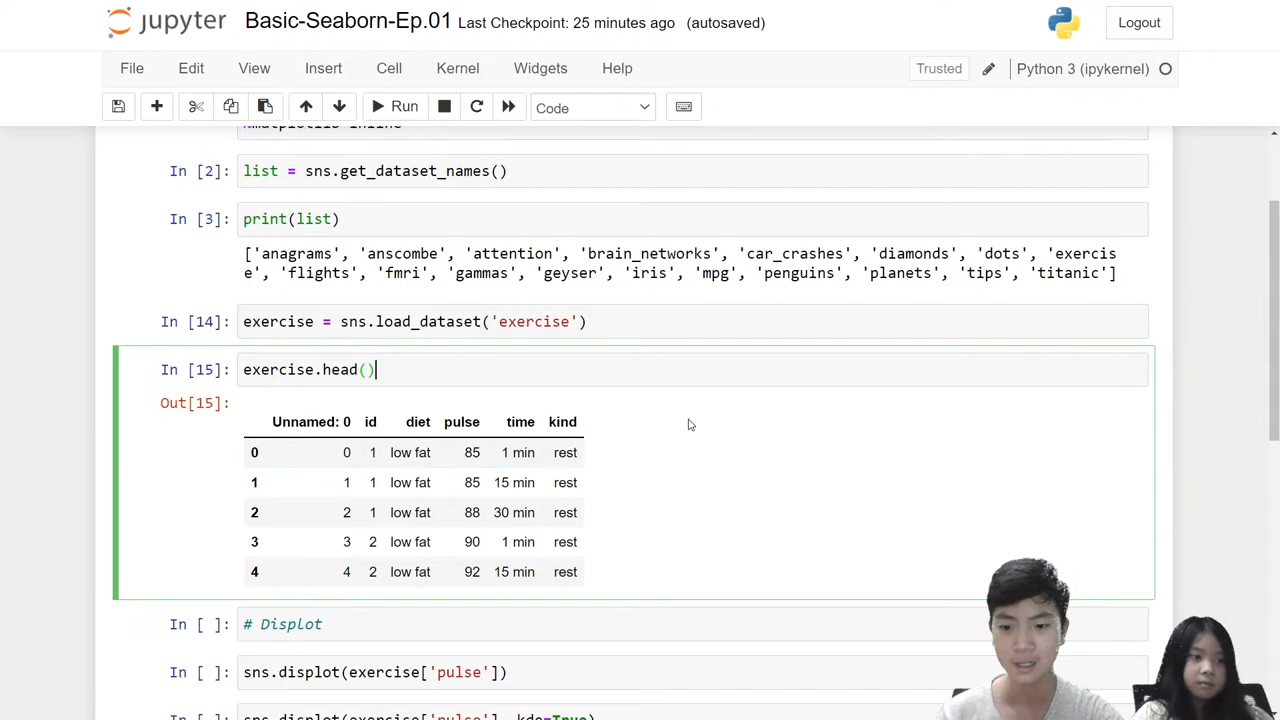 jupyter Basic-Seaborn-Ep.01 Last Checkpoint: 25 minutes ago (autosaved) Logout
File Edit View Insert Cell Kernel Widgets Help Trusted Python 3 (ipykernel)
Run Code
%matplotlib inline
In [2]: list = sns.get_dataset_names()
In [3]: print(list)
['anagrams', 'anscombe', 'attention', 'brain_networks', 'car_crashes', 'diamonds', 'dots', 'exercis
e', 'flights', 'fmri', 'gammas', 'geyser', 'iris', 'mpg', 'penguins', 'planets', 'tips', 'titanic']
In [14]: exercise = sns.load_dataset('exercise')
In [15]: exercise.head()
Out[15]:
Unnamed: 0 id diet pulse time kind
0 0 1 low fat 85 1 min rest
1 1 1 low fat 85 15 min rest
2 2 1 low fat 88 30 min rest
3 3 2 low fat 90 1 min rest
4 4 2 low fat 92 15 min rest
In [ ]: # Displot
In [ ]: sns.displot(exercise['pulse'])
In [ ]: sns.displot(exercise['pulse'], kde=True)